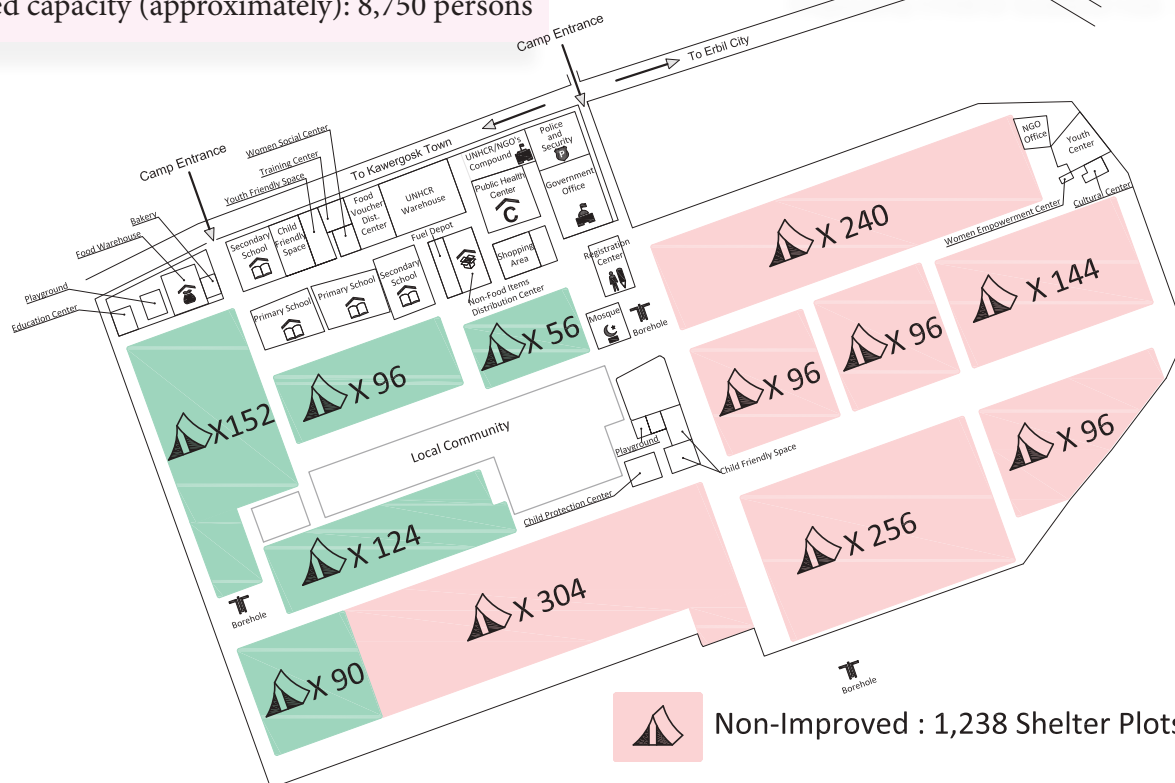 ed capacity (approximately): 8,750 persons
Camp Entrance
To Erbil City
Women Social Center
Training Center
Youth Friendly Space
To Kawergosk Town
Camp Entrance
Bakery
Food Warehouse
Playground
Education Center
Secondary
School
Child
Friendly
Space
Food
Voucher
Dist.
Center
UNHCR
Warehouse
UNHCR/NGO's
Compound
Police
and
Security
P
Public Health
Center
C
Government
Office
Fuel Depot
Shopping
Area
Non-Food Items
Distribution Center
Primary School
Primary School
Secondary
School
Registration
Center
Mosque
Borehole
NGO
Office
Youth
Center
Cultural Center
Women Empowerment Center
X 240
X 144
X 96
X 96
X 96
X 56
X 96
X152
Local Community
Playground
Child Friendly Space
Child Protection Center
X 124
X 256
X 304
X 90
Borehole
Borehole
Non-Improved : 1,238 Shelter Plots